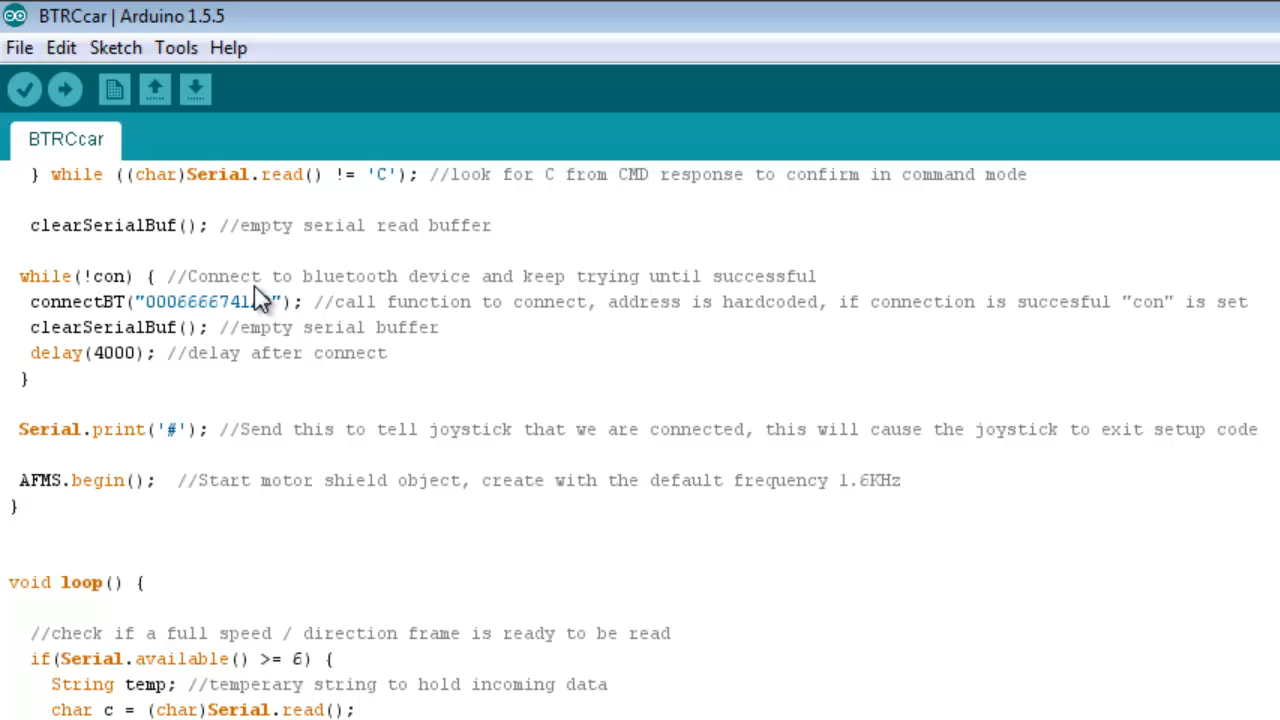 BTRCcar | Arduino 1.5.5
File Edit Sketch Tools Help
BTRCcar
} while ((char)Serial.read() != 'C'); //look for C from CMD response to confirm in command mode
clearSerialBuf(); //empty serial read buffer
while(!con) { //Connect to bluetooth device and keep trying until successful
connectBT(" "); //call function to connect, address is hardcoded, if connection is succesful "con" is set
clearSerialBuf(); //empty serial buffer
delay(4000); //delay after connect
}
Serial.print('#'); //Send this to tell joystick that we are connected, this will cause the joystick to exit setup code
AFMS.begin();  //Start motor shield object, create with the default frequency 1.6KHz
}
void loop() {
//check if a full speed / direction frame is ready to be read
if(Serial.available() >= 6) {
String temp; //temperary string to hold incoming data
char c = (char)Serial.read();